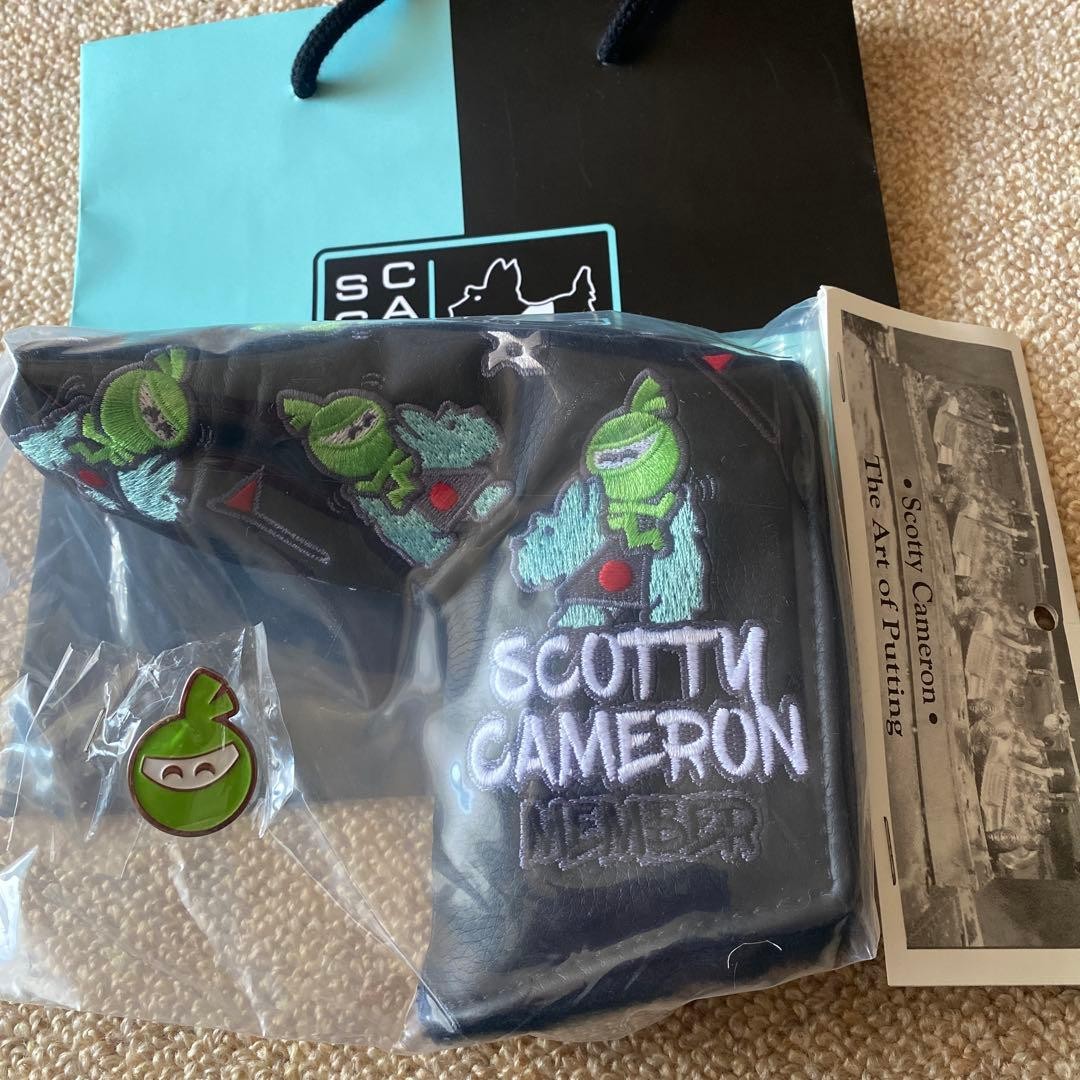 SC
CA
SCOTTY
CAMERON
MEMBER
• Scotty Cameron •
The Art of Putting